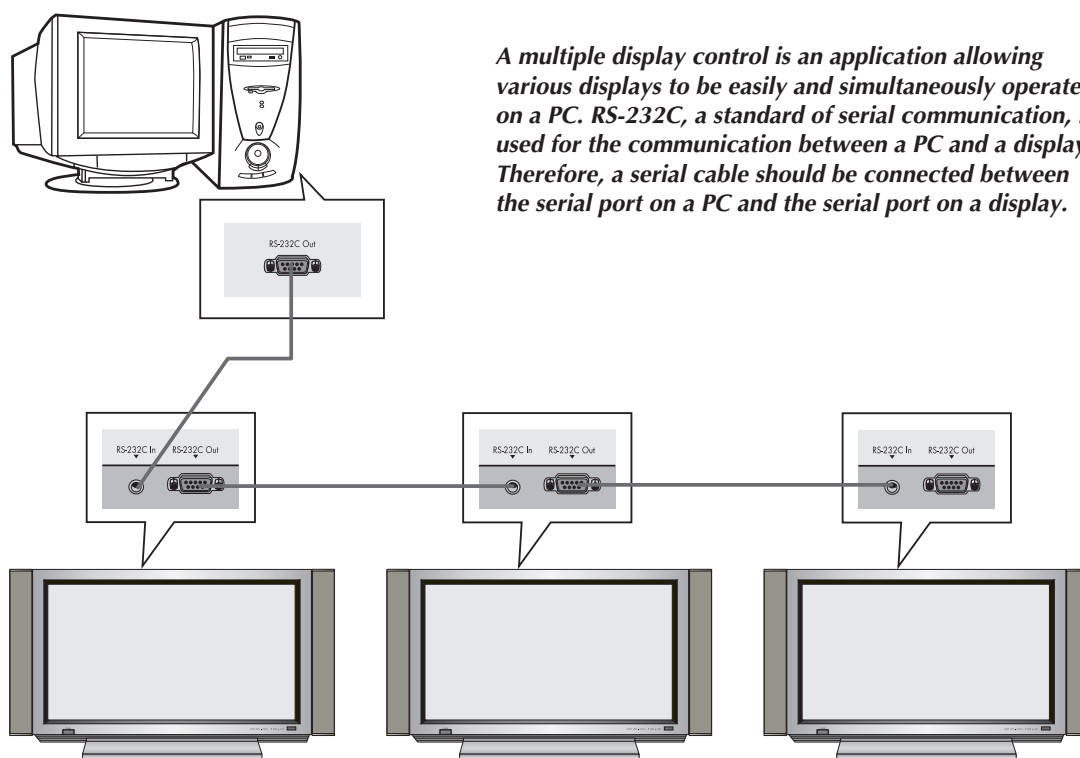 A multiple display control is an application allowing
various displays to be easily and simultaneously operate
on a PC. RS-232C, a standard of serial communication,
used for the communication between a PC and a display
Therefore, a serial cable should be connected between
the serial port on a PC and the serial port on a display.
RS-232C Out
RS-232C In RS-232C Out
RS-232C In RS-232C Out
RS-232C In RS-232C Out